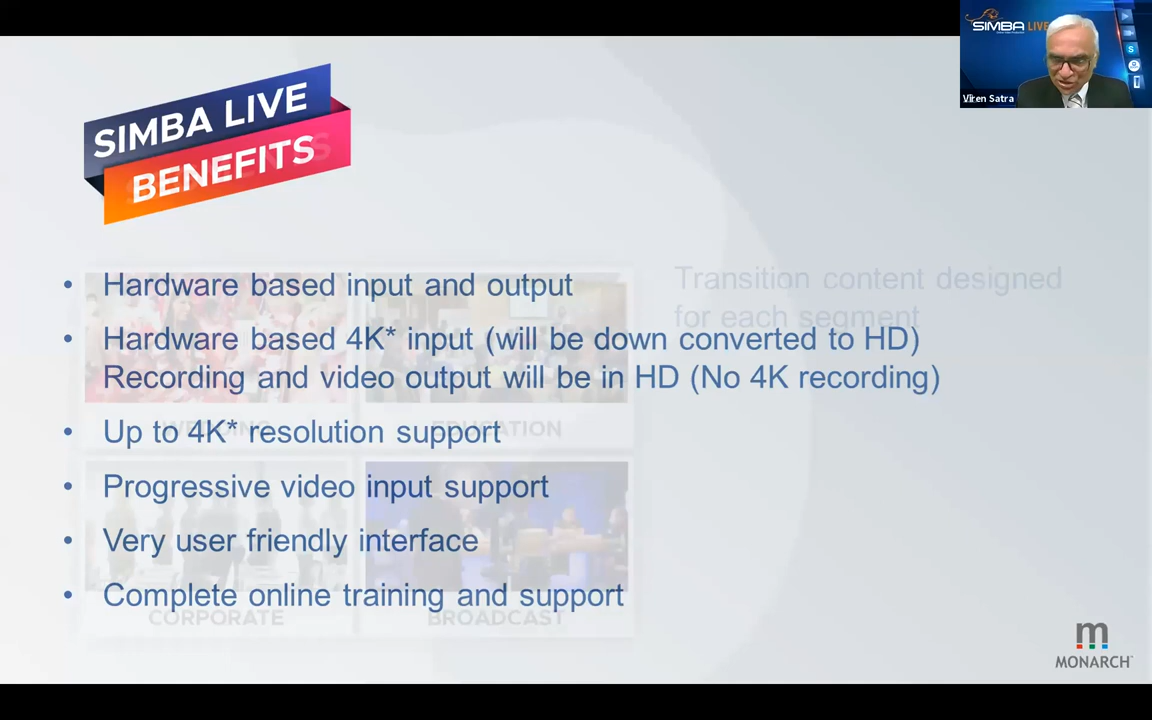 SIMBA LIVE
Viren Satra
SIMBA LIVE
BENEFITS
• Hardware based input and output
Transition content designed
for each segment
• Hardware based 4K* input (will be down converted to HD)
Recording and video output will be in HD (No 4K recording)
• Up to 4K* resolution support
WEDDING
EDUCATION
• Progressive video input support
• Very user friendly interface
• Complete online training and support
CORPORATE
BROADCAST
m
MONARCH